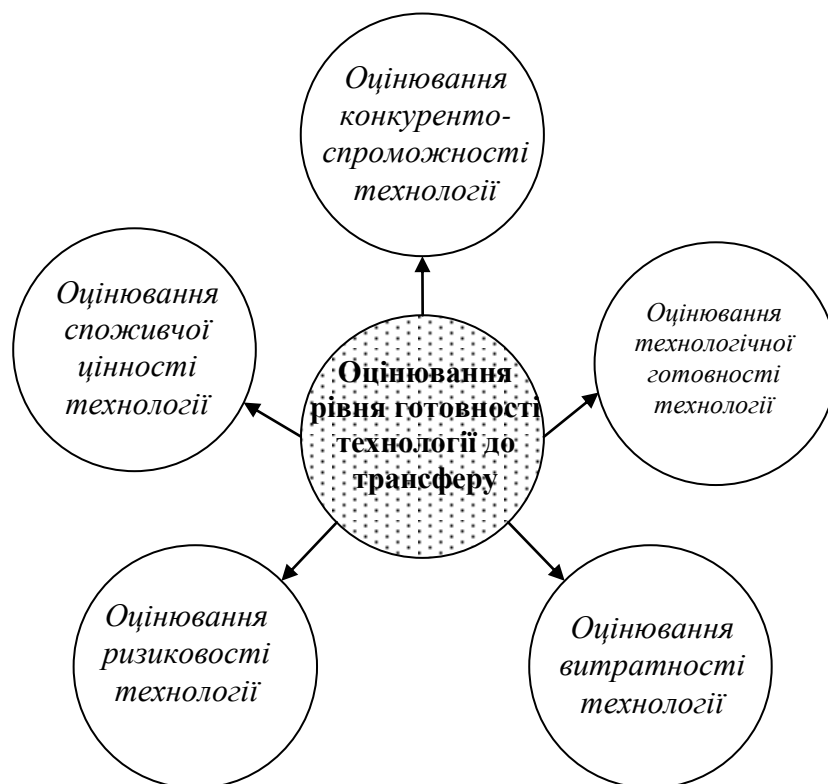 Оцінювання
конкуренто-
спроможності
технології
Оцінювання
споживчої
цінності
технології
Оцінювання
технологічної
готовності
технології
Оцінювання
рівня готовності
технології до
трансферу
Оцінювання
ризиковості
технології
Оцінювання
витратності
технології